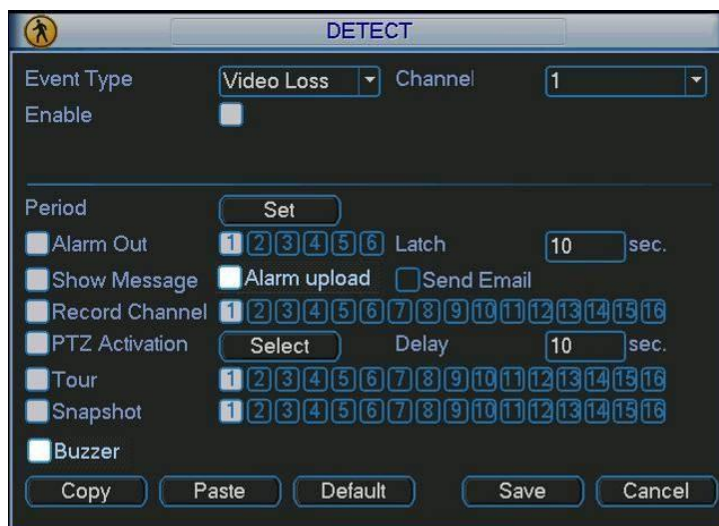 DETECT
Event Type Video Loss Channel 1
Enable
Period Set
Alarm Out 1 2 3 4 5 6 Latch 10 sec.
Show Message Alarm upload Send Email
Record Channel 1 2 3 4 5 6 7 8 9 10 11 12 13 14 15 16
PTZ Activation Select Delay 10 sec.
Tour 1 2 3 4 5 6 7 8 9 10 11 12 13 14 15 16
Snapshot 1 2 3 4 5 6 7 8 9 10 11 12 13 14 15 16
Buzzer
Copy Paste Default Save Cancel